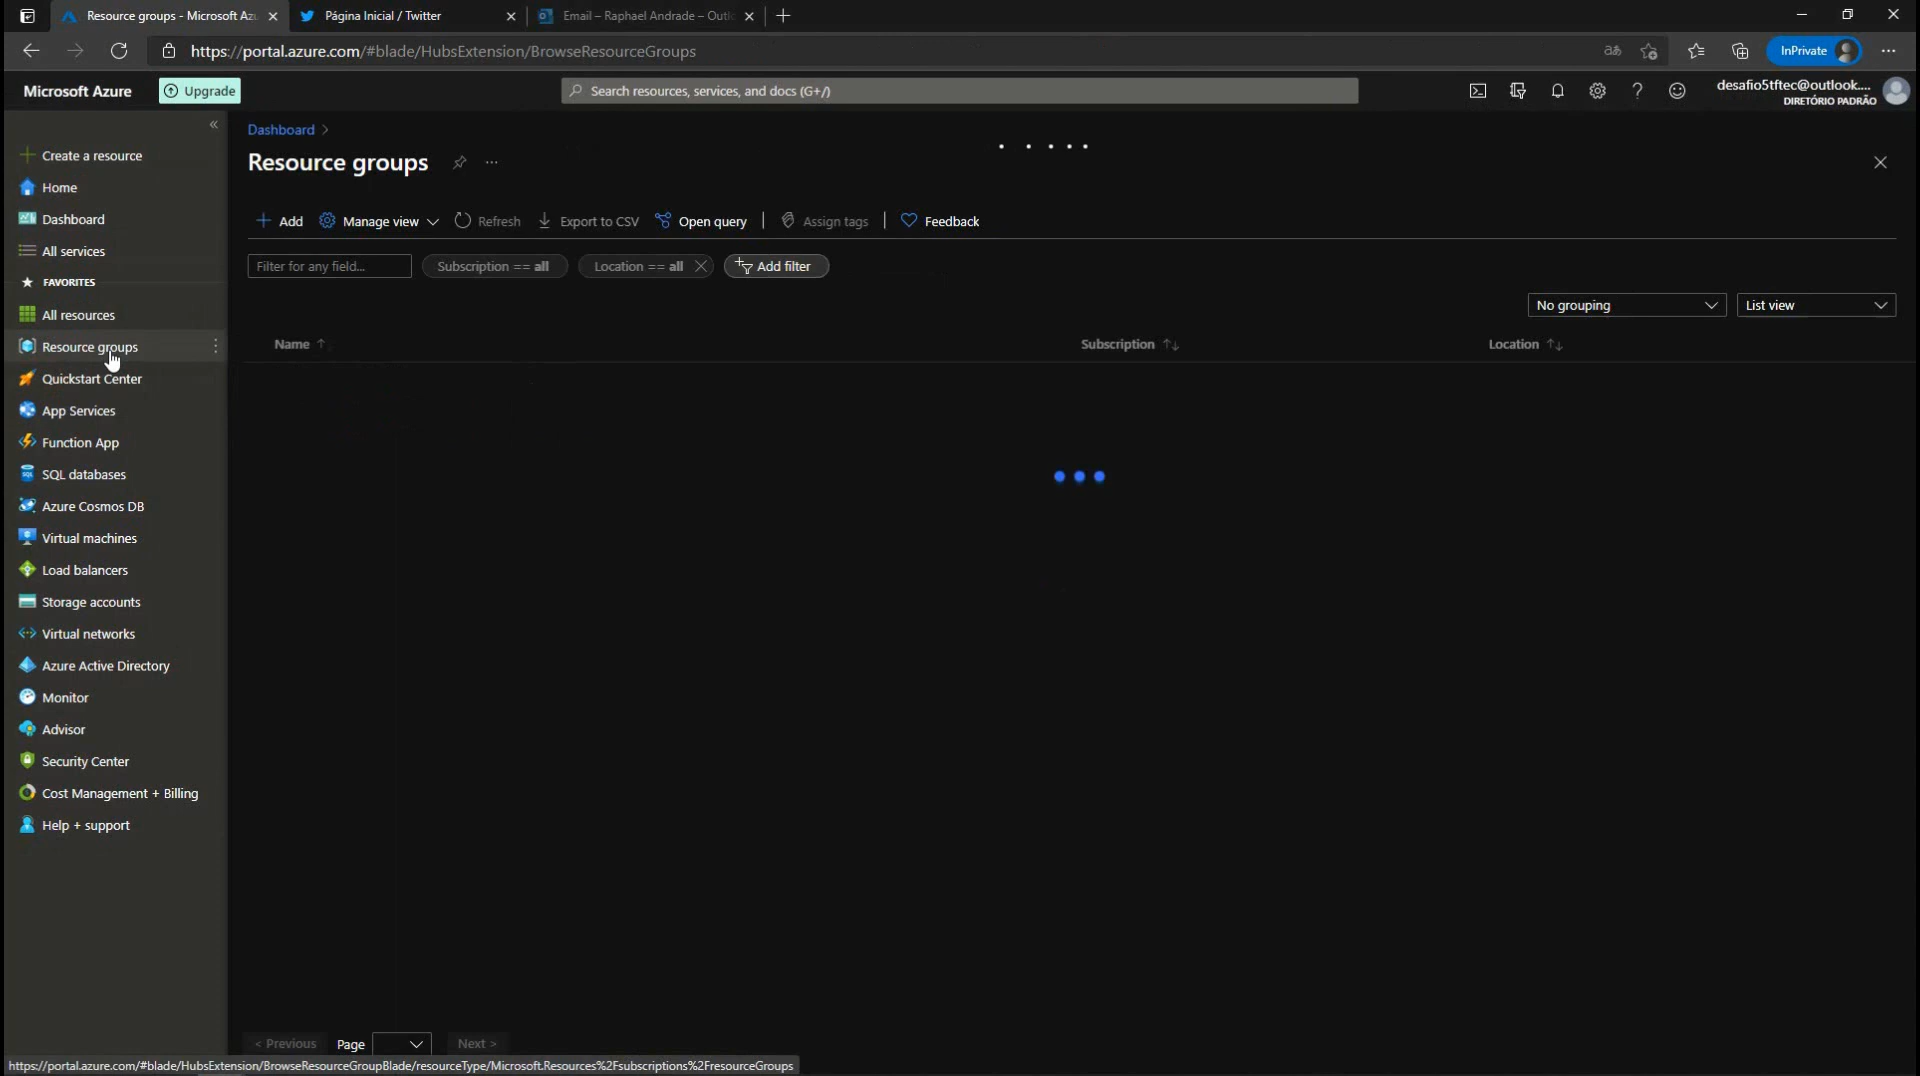 Resource groups - Microsoft Azu
Página Inicial / Twitter
Email – Raphael Andrade – Outl
https://portal.azure.com/#blade/HubsExtension/BrowseResourceGroups
InPrivate
Microsoft Azure
Upgrade
Search resources, services, and docs (G+/)
desafio5tftec@outlook....
DIRETÓRIO PADRÃO
«
Create a resource
Home
Dashboard
All services
FAVORITES
All resources
Resource groups
Quickstart Center
App Services
Function App
SQL databases
Azure Cosmos DB
Virtual machines
Load balancers
Storage accounts
Virtual networks
Azure Active Directory
Monitor
Advisor
Security Center
Cost Management + Billing
Help + support
Dashboard >
Resource groups
+ Add
Manage view
Refresh
Export to CSV
Open query
Assign tags
Feedback
Filter for any field...
Subscription == all
Location == all
Add filter
No grouping
List view
Name ↑
Subscription ↑↓
Location ↑↓
< Previous
Page
Next >
https://portal.azure.com/#blade/HubsExtension/BrowseResourceGroupBlade/resourceType/Microsoft.Resources%2Fsubscriptions%2FresourceGroups